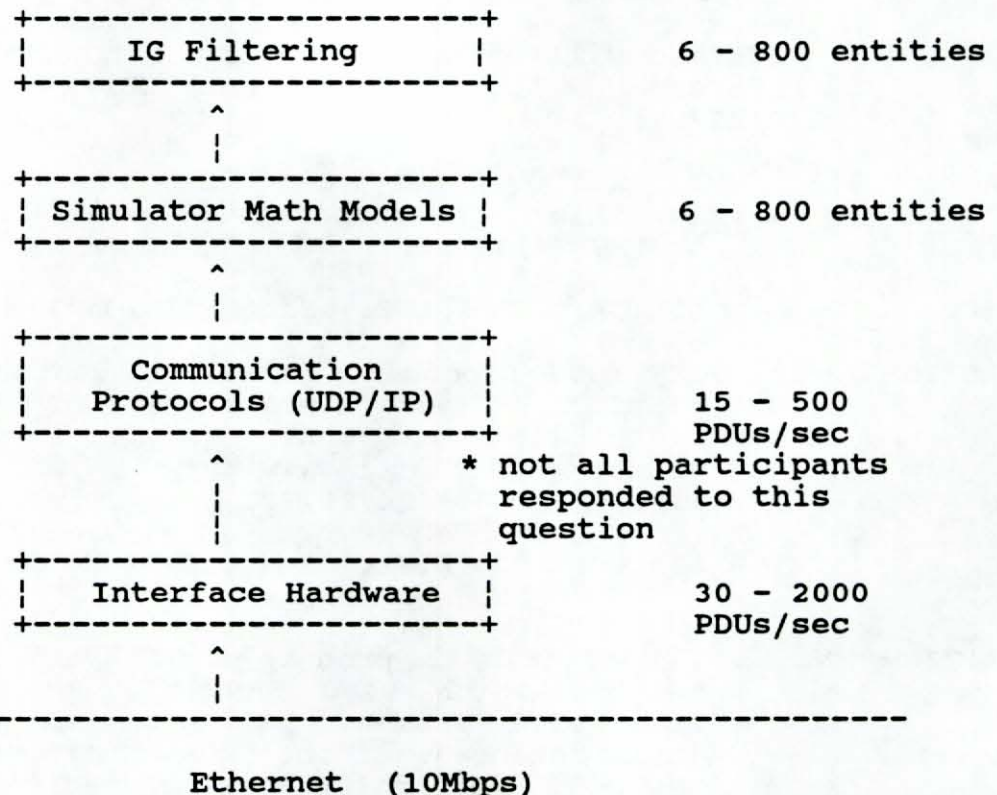 IG Filtering 6 - 800 entities
Simulator Math Models 6 - 800 entities
Communication
Protocols (UDP/IP) 15 - 500
PDUs/sec
* not all participants
responded to this
question
Interface Hardware 30 - 2000
PDUs/sec
Ethernet (10Mbps)